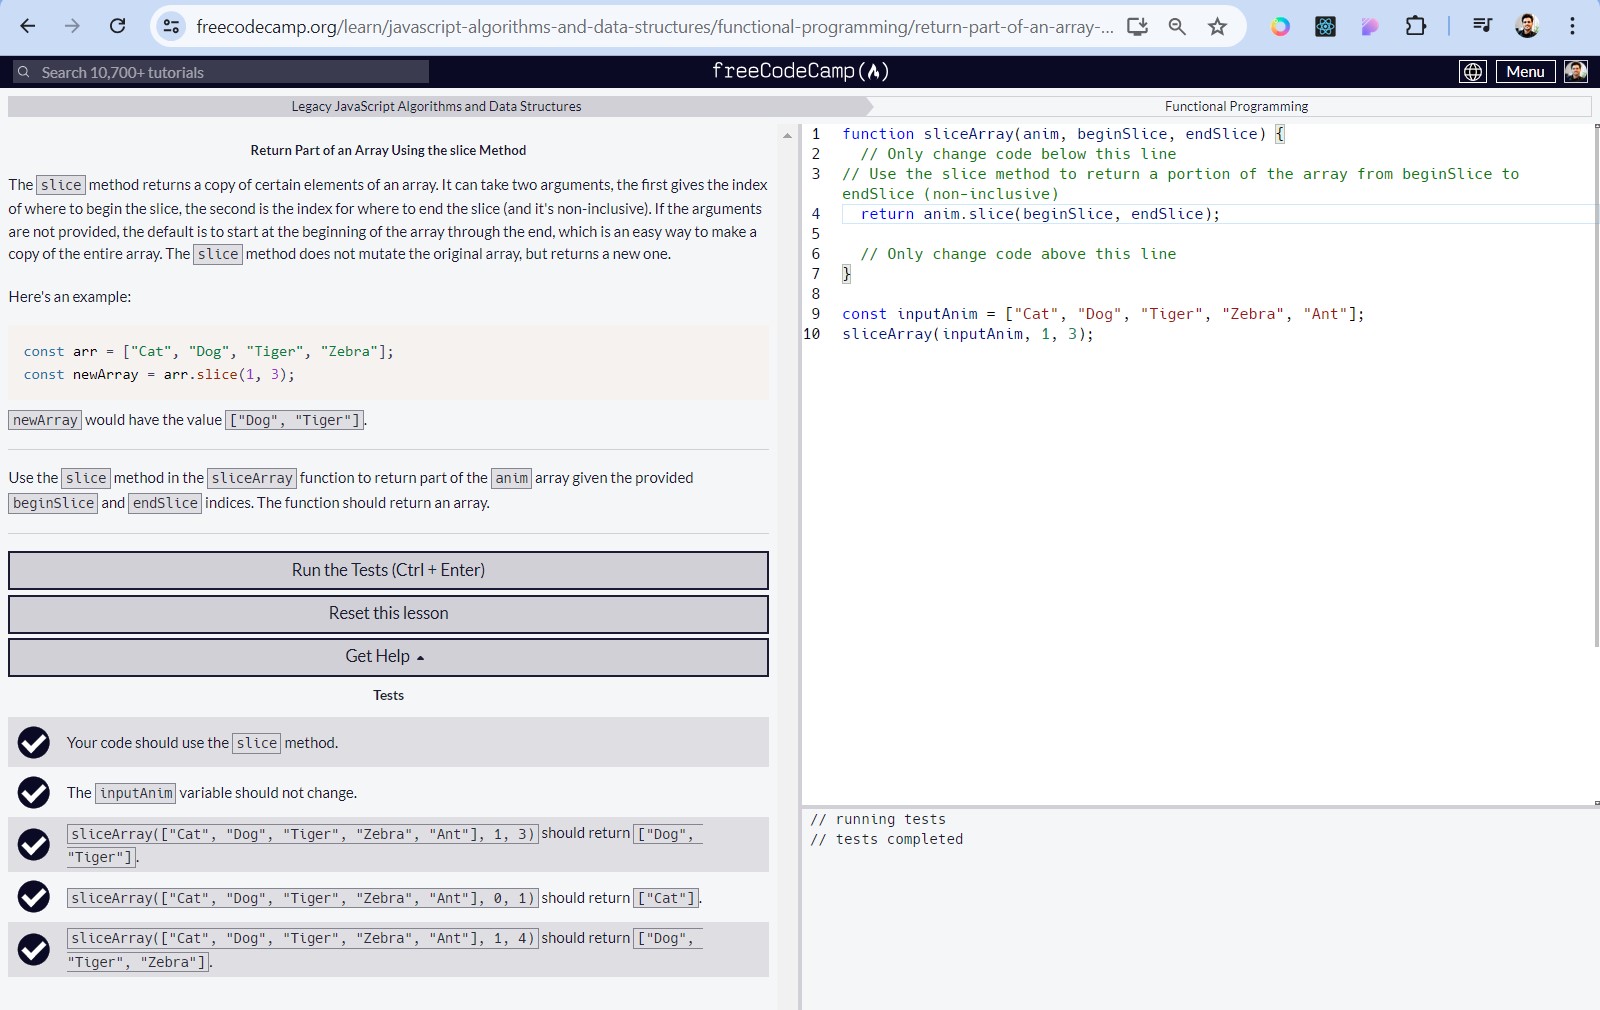 freecodecamp.org/learn/javascript-algorithms-and-data-structures/functional-programming/return-part-of-an-array-...
Search 10,700+ tutorials
freeCodeCamp
Menu
Legacy JavaScript Algorithms and Data Structures
Functional Programming
Return Part of an Array Using the slice Method
The slice method returns a copy of certain elements of an array. It can take two arguments, the first gives the index
of where to begin the slice, the second is the index for where to end the slice (and it's non-inclusive). If the arguments
are not provided, the default is to start at the beginning of the array through the end, which is an easy way to make a
copy of the entire array. The slice method does not mutate the original array, but returns a new one.
Here's an example:
const arr = ["Cat", "Dog", "Tiger", "Zebra"];
const newArray = arr.slice(1, 3);
newArray would have the value ["Dog", "Tiger"].
Use the slice method in the sliceArray function to return part of the anim array given the provided
beginSlice and endSlice indices. The function should return an array.
Run the Tests (Ctrl + Enter)
Reset this lesson
Get Help
Tests
Your code should use the slice method.
The inputAnim variable should not change.
sliceArray(["Cat", "Dog", "Tiger", "Zebra", "Ant"], 1, 3) should return ["Dog",
"Tiger"].
sliceArray(["Cat", "Dog", "Tiger", "Zebra", "Ant"], 0, 1) should return ["Cat"].
sliceArray(["Cat", "Dog", "Tiger", "Zebra", "Ant"], 1, 4) should return ["Dog",
"Tiger", "Zebra"].
1 function sliceArray(anim, beginSlice, endSlice) {
2 // Only change code below this line
3 // Use the slice method to return a portion of the array from beginSlice to
endSlice (non-inclusive)
4 return anim.slice(beginSlice, endSlice);
5
6 // Only change code above this line
7 }
8
9 const inputAnim = ["Cat", "Dog", "Tiger", "Zebra", "Ant"];
10 sliceArray(inputAnim, 1, 3);
// running tests
// tests completed